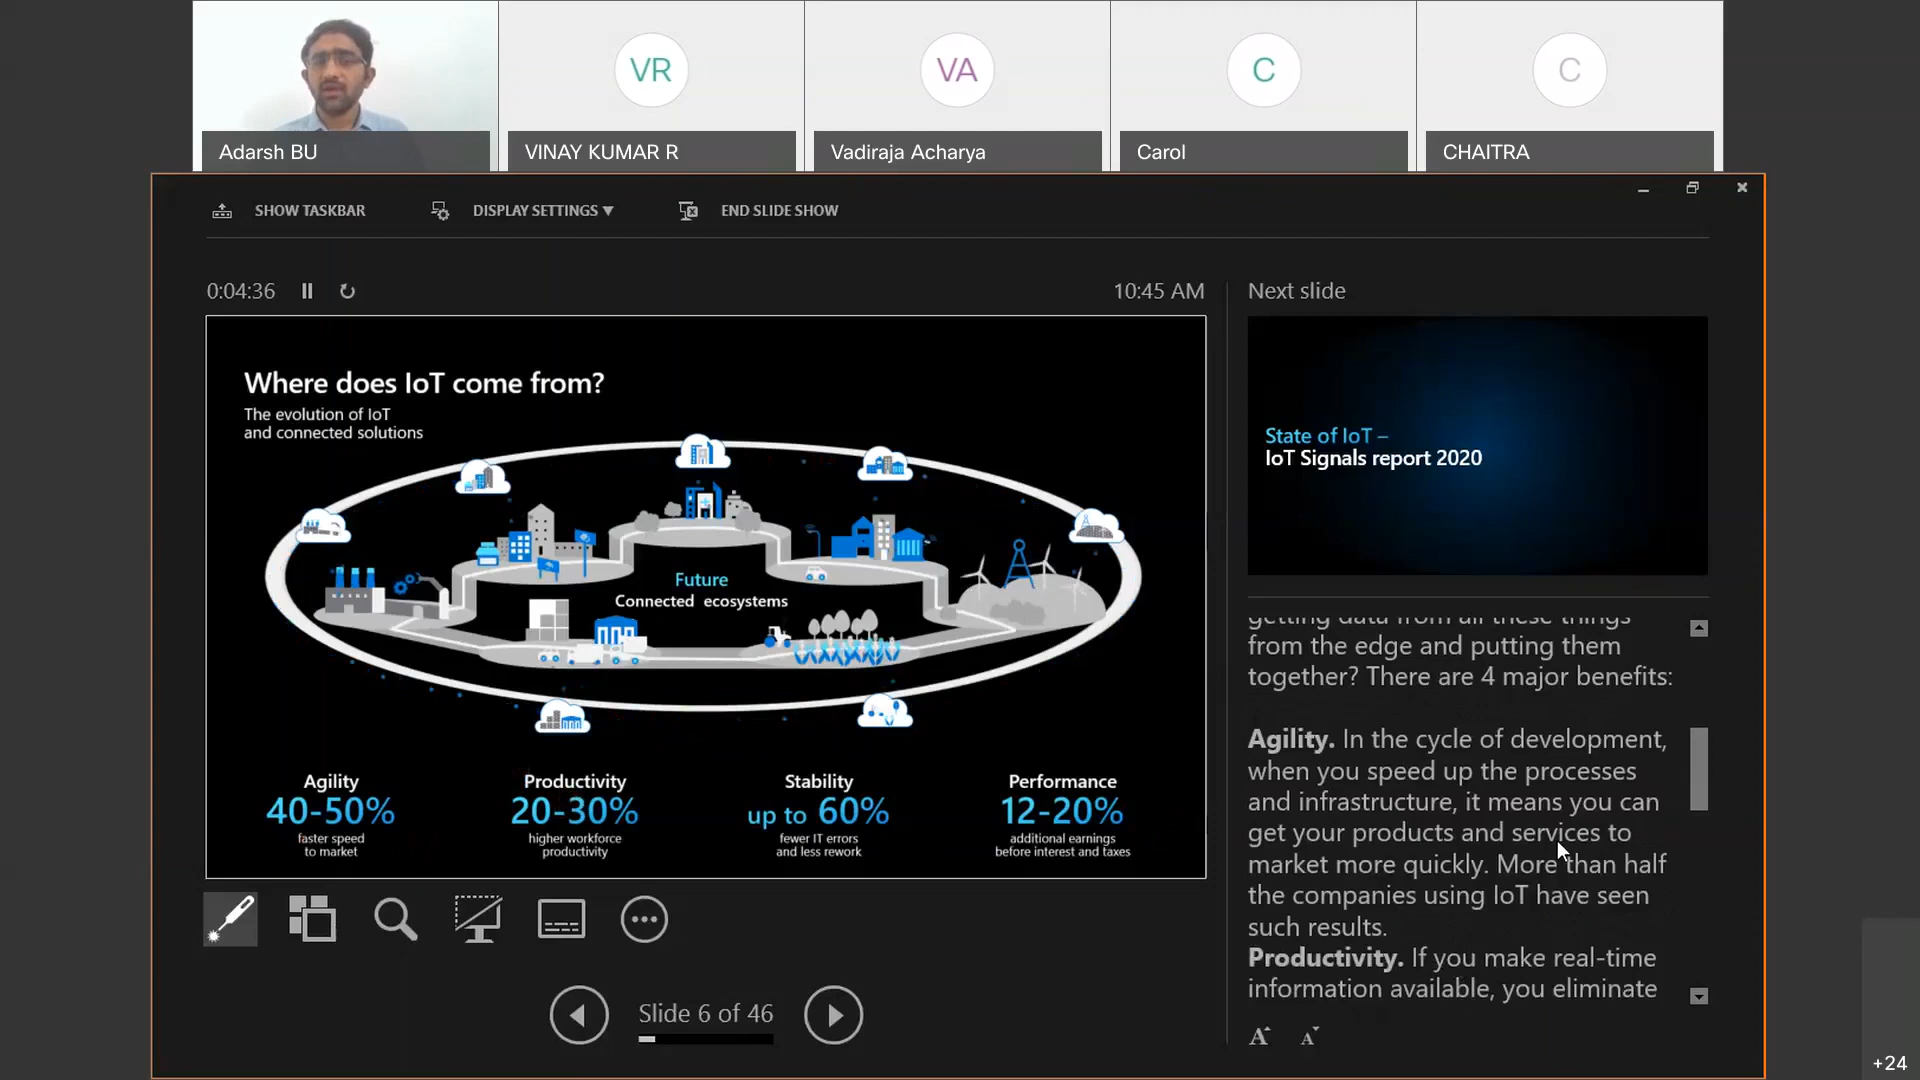 VR
VA
C
C
Adarsh BU
VINAY KUMAR R
Vadiraja Acharya
Carol
CHAITRA
SHOW TASKBAR
DISPLAY SETTINGS
END SLIDE SHOW
0:04:36
10:45 AM
Next slide
Where does IoT come from?
The evolution of IoT
and connected solutions
Future
Connected ecosystems
Agility
40-50%
faster speed
to market
Productivity
20-30%
higher workforce
productivity
Stability
up to 60%
fewer IT errors
and less rework
Performance
12-20%
additional earnings
before interest and taxes
State of IoT –
IoT Signals report 2020
getting data from all these things
from the edge and putting them
together? There are 4 major benefits:
Agility. In the cycle of development,
when you speed up the processes
and infrastructure, it means you can
get your products and services to
market more quickly. More than half
the companies using IoT have seen
such results.
Productivity. If you make real-time
information available, you eliminate
Slide 6 of 46
A A
+24